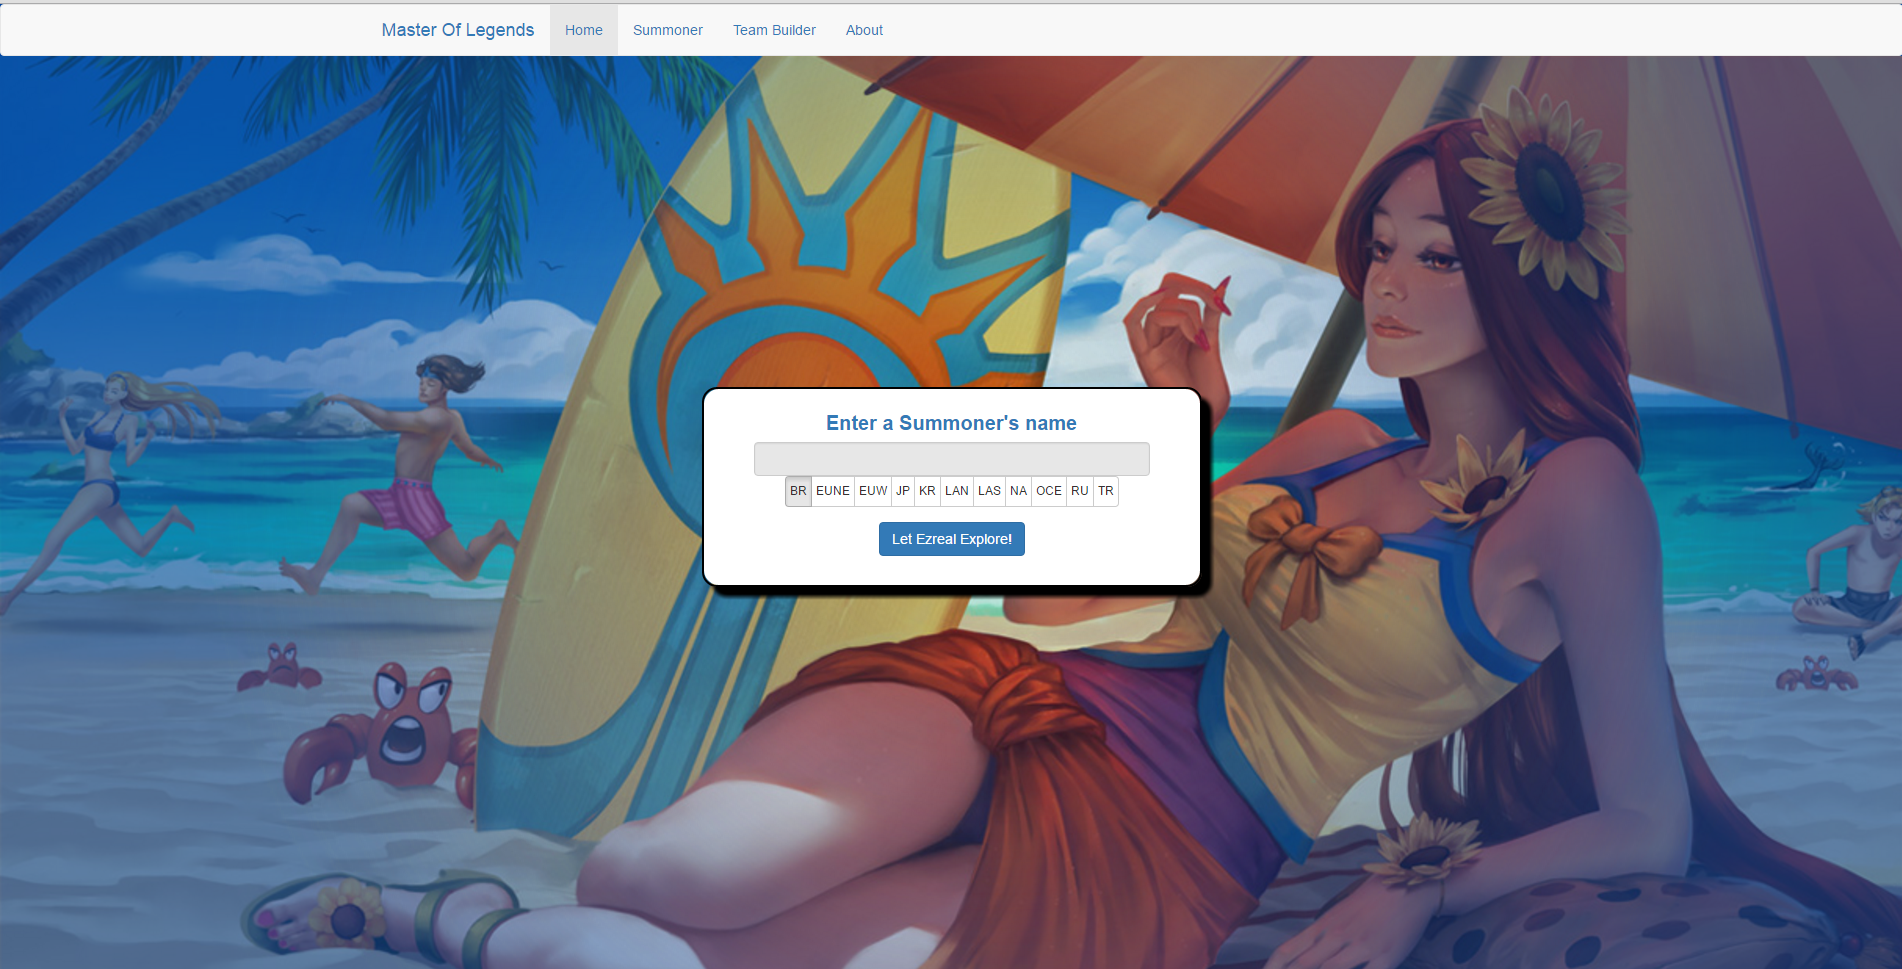 Master Of Legends Home Summoner Team Builder About
Enter a Summoner's name
BR EUNE EUW JP KR LAN LAS NA OCE RU TR
Let Ezreal Explore!